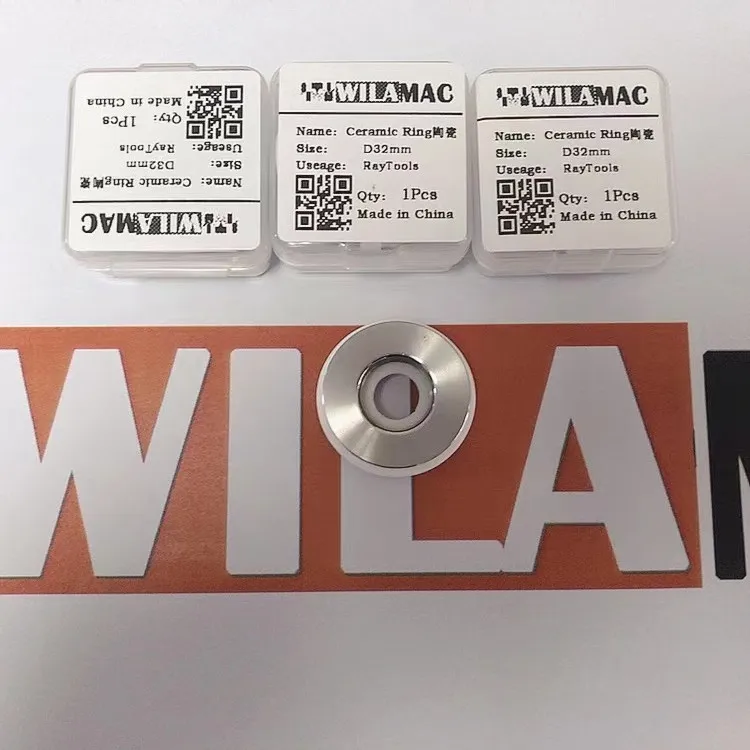 WILAMAC
Name: Ceramic Ring陶瓷
Size: D32mm
Useage: RayTools
Qty: 1Pcs
Made in China
WILAMAC
Name: Ceramic Ring陶瓷
Size: D32mm
Useage: RayTools
Qty: 1Pcs
Made in China
WILAMAC
Name: Ceramic Ring陶瓷
Size: D32mm
Useage: RayTools
Qty: 1Pcs
Made in China
WILA